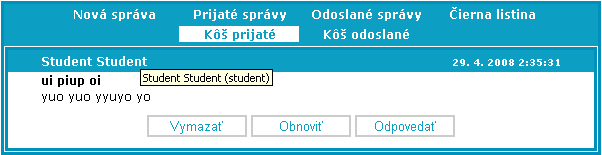 Nová správa Prijaté správy Odoslané správy Čierna listina
Kôš prijaté Kôš odoslané
Student Student 29. 4. 2008 2:35:31
Student Student (student)
ui piup oi
yuo yuo yyuyo yo
Vymazať Obnoviť Odpovedať